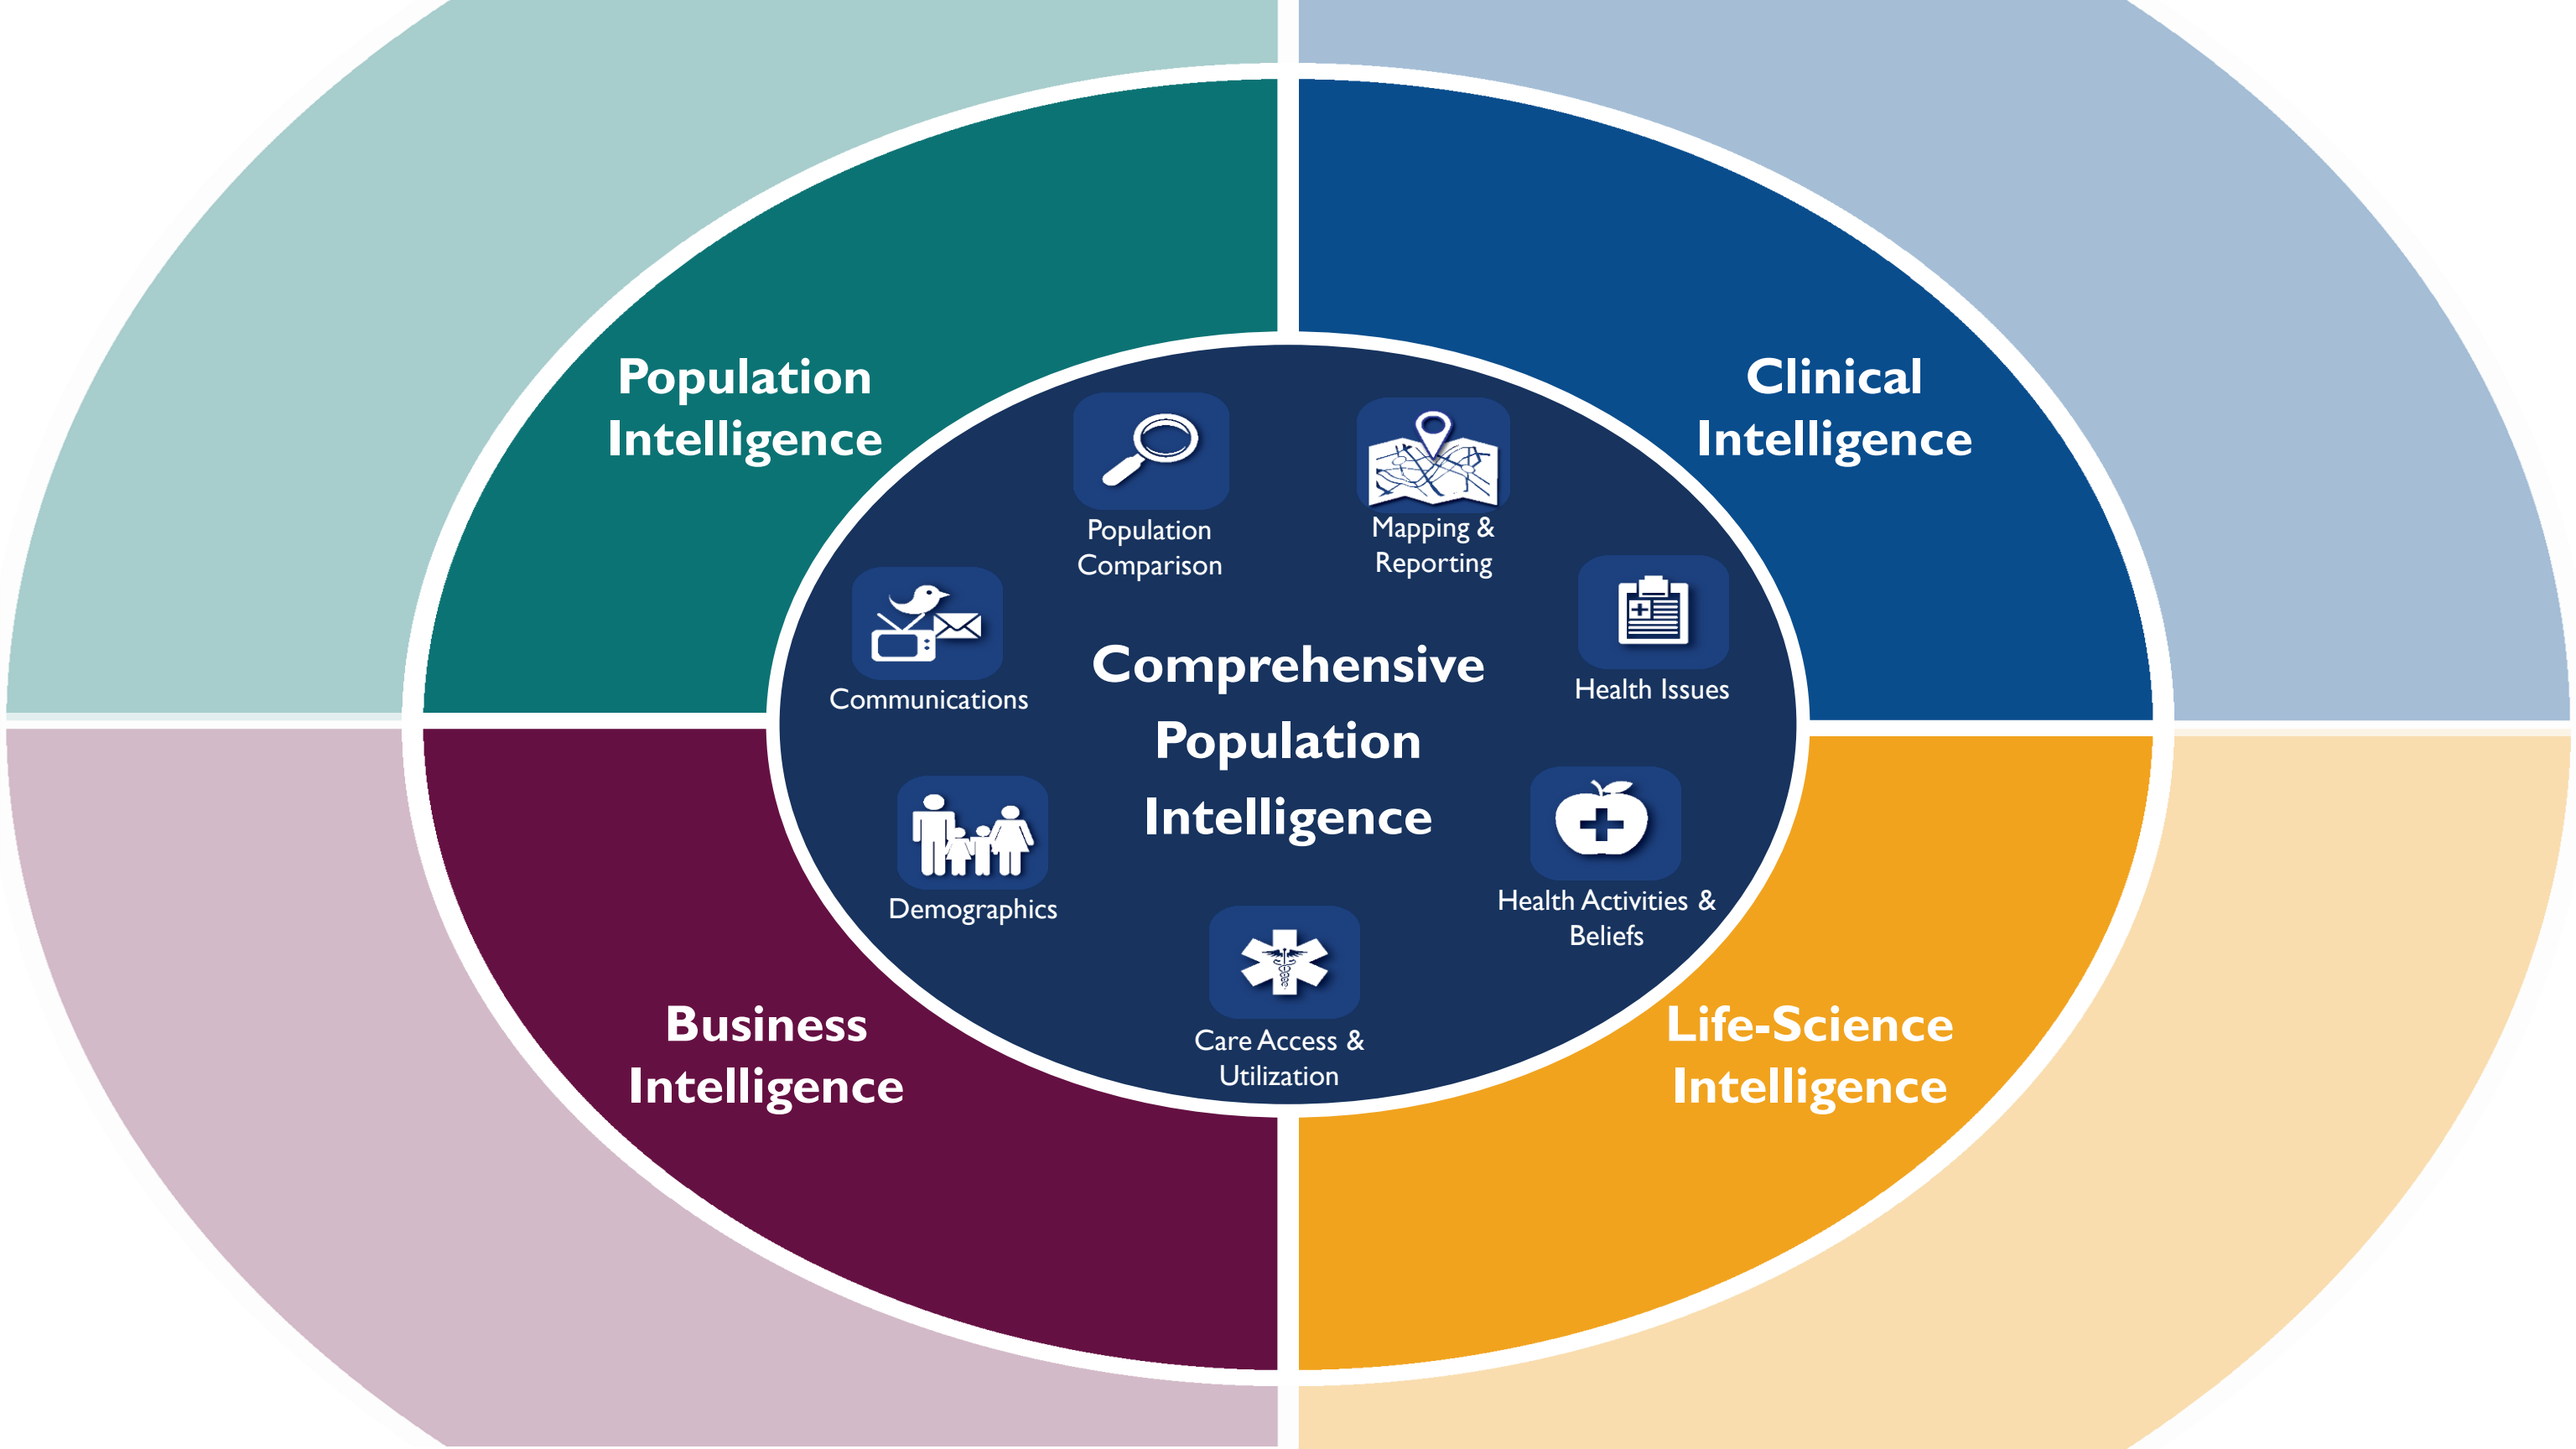 Population
Intelligence
Clinical
Intelligence
Population
Comparison
Mapping &
Reporting
Communications
Health Issues
Comprehensive
Population
Intelligence
Demographics
Health Activities &
Beliefs
Care Access &
Utilization
Business
Intelligence
Life-Science
Intelligence